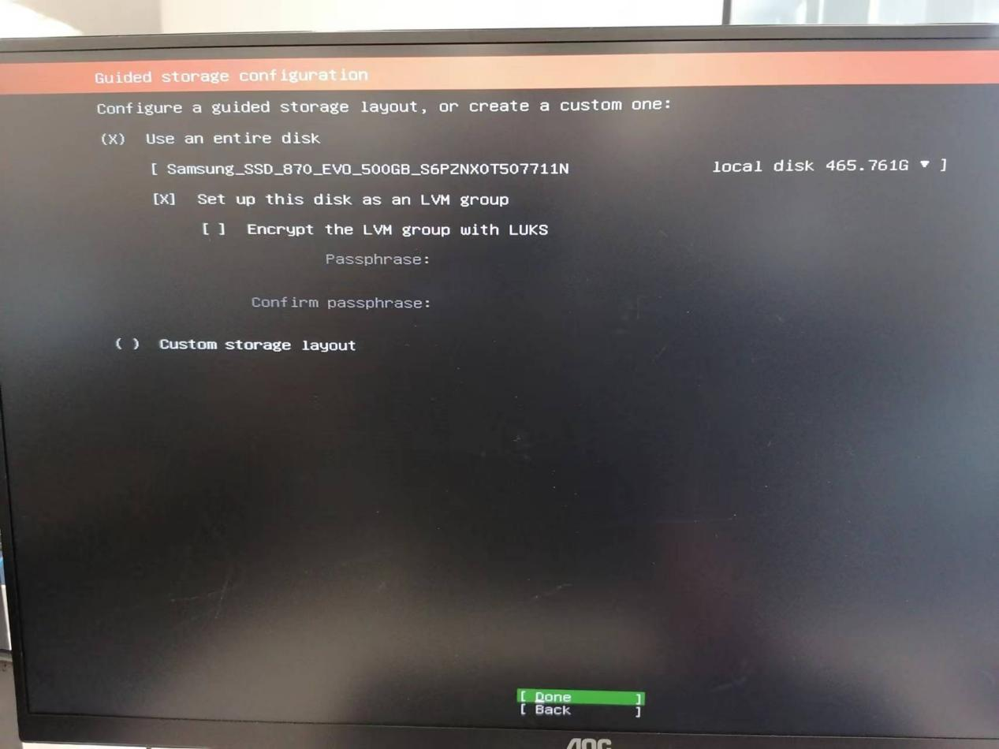 Guided storage configuration
Configure a guided storage layout, or create a custom one:
(X) Use an entire disk
[ Samsung_SSD_870_EVO_500GB_S6PZNX0T507711N local disk 465.761G ▾ ]
[X] Set up this disk as an LVM group
[ ] Encrypt the LVM group with LUKS
Passphrase:
Confirm passphrase:
( ) Custom storage layout
[ Done ]
[ Back ]
AOC